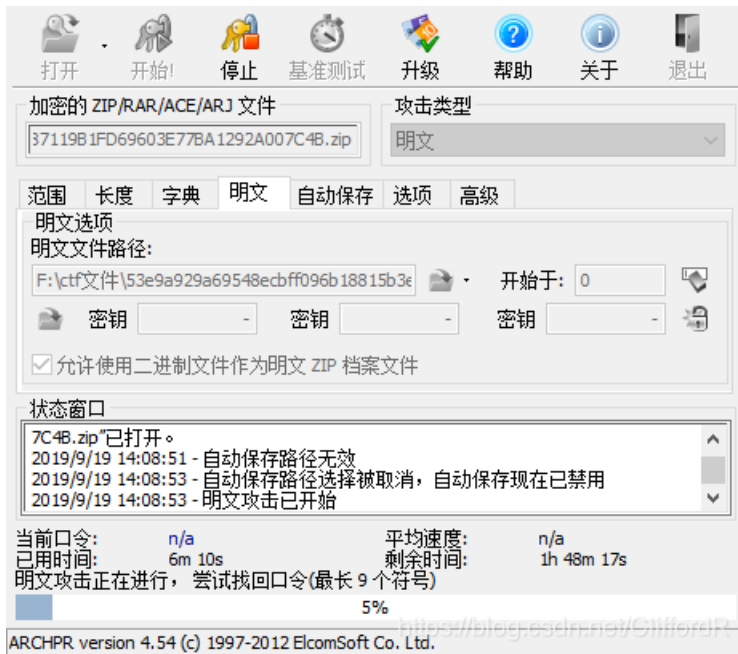 打开 开始! 停止 基准测试 升级 帮助 关于 退出
加密的 ZIP/RAR/ACE/ARJ 文件 攻击类型
37119B1FD69603E77BA1292A007C4B.zip 明文
范围 长度 字典 明文 自动保存 选项 高级
明文选项
明文文件路径:
F:\ctf文件\53e9a929a69548ecbff096b18815b3e 开始于: 0
密钥 - 密钥 - 密钥 -
允许使用二进制文件作为明文 ZIP 档案文件
状态窗口
7C4B.zip"已打开。
2019/9/19 14:08:51 - 自动保存路径无效
2019/9/19 14:08:53 - 自动保存路径选择被取消，自动保存现在已禁用
2019/9/19 14:08:53 - 明文攻击已开始
当前口令: n/a 平均速度: n/a
已用时间: 6m 10s 剩余时间: 1h 48m 17s
明文攻击正在进行，尝试找回口令(最长 9 个符号)
5%
https://blog.csdn.net/CliffordR
ARCHPR version 4.54 (c) 1997-2012 ElcomSoft Co. Ltd.